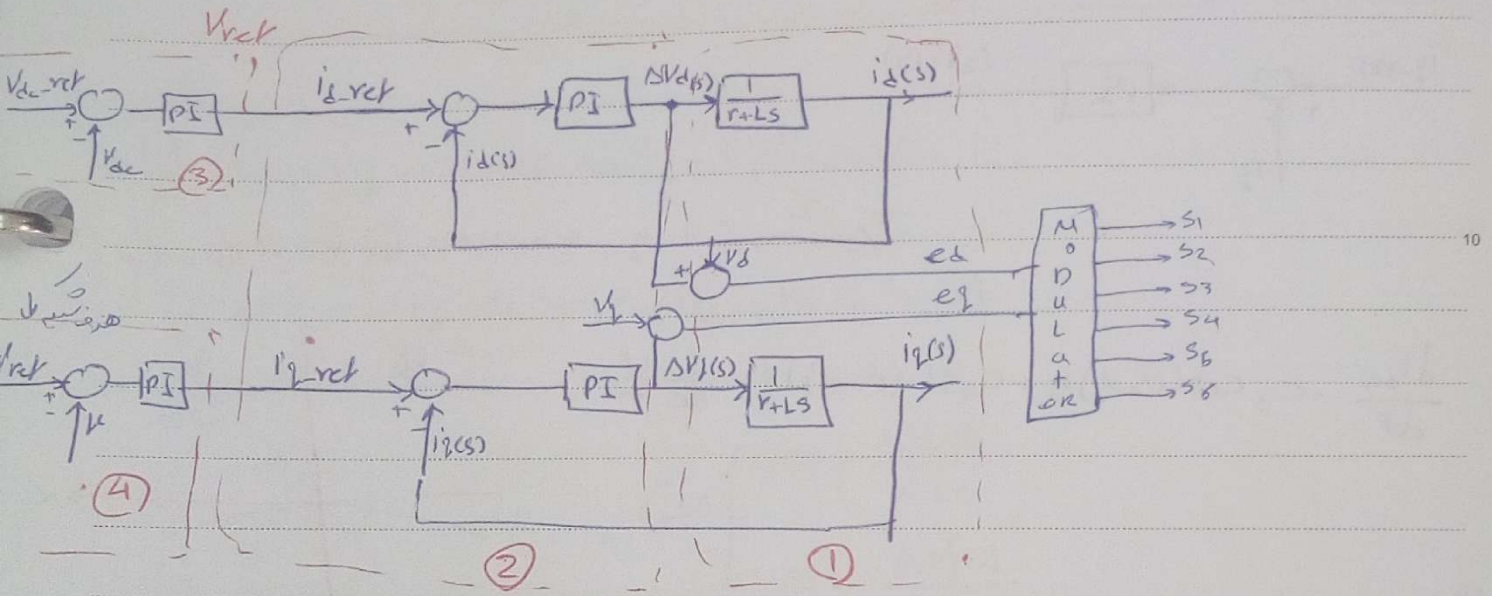 Vref
Vdc_ref
+
-
Vdc
PI
③
id_ref
+
-
id(s)
PI
ΔVd(s)
1
r+LS
id(s)
+
Vd
ed
Vq
eq
MODULatOR
S1
S2
S3
S4
S5
S6
10
Vref
+
-
V
PI
④
iq_ref
+
-
iq(s)
PI
ΔVq(s)
1
r+LS
iq(s)
②
①